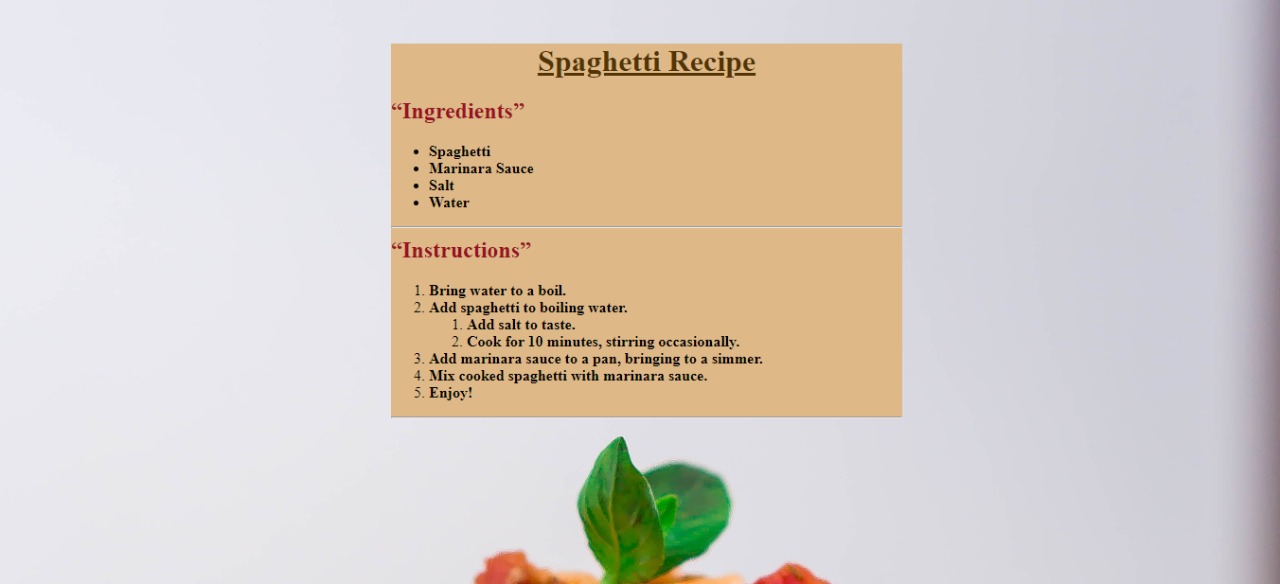 Spaghetti Recipe
“Ingredients”
• Spaghetti
• Marinara Sauce
• Salt
• Water
“Instructions”
1. Bring water to a boil.
2. Add spaghetti to boiling water.
1. Add salt to taste.
2. Cook for 10 minutes, stirring occasionally.
3. Add marinara sauce to a pan, bringing to a simmer.
4. Mix cooked spaghetti with marinara sauce.
5. Enjoy!